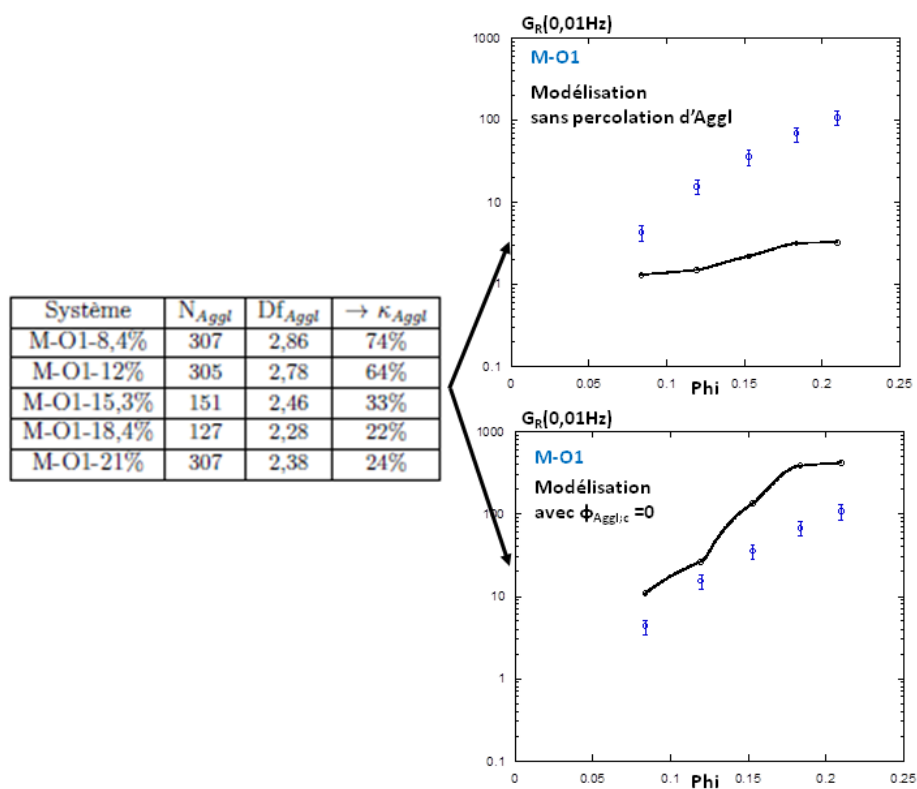 G_R(0,01Hz)
1000
M-O1
Modélisation
sans percolation d'Aggl
100
10
1
0.1
0 0.05 0.1 0.15 0.2 0.25
Phi
Système N_Aggl Df_Aggl → κ_Aggl
M-O1-8,4% 307 2,86 74%
M-O1-12% 305 2,78 64%
M-O1-15,3% 151 2,46 33%
M-O1-18,4% 127 2,28 22%
M-O1-21% 307 2,38 24%
G_R(0,01Hz)
1000
M-O1
Modélisation
avec ϕ_Aggl;c =0
100
10
1
0.1
0 0.05 0.1 0.15 0.2 0.25
Phi